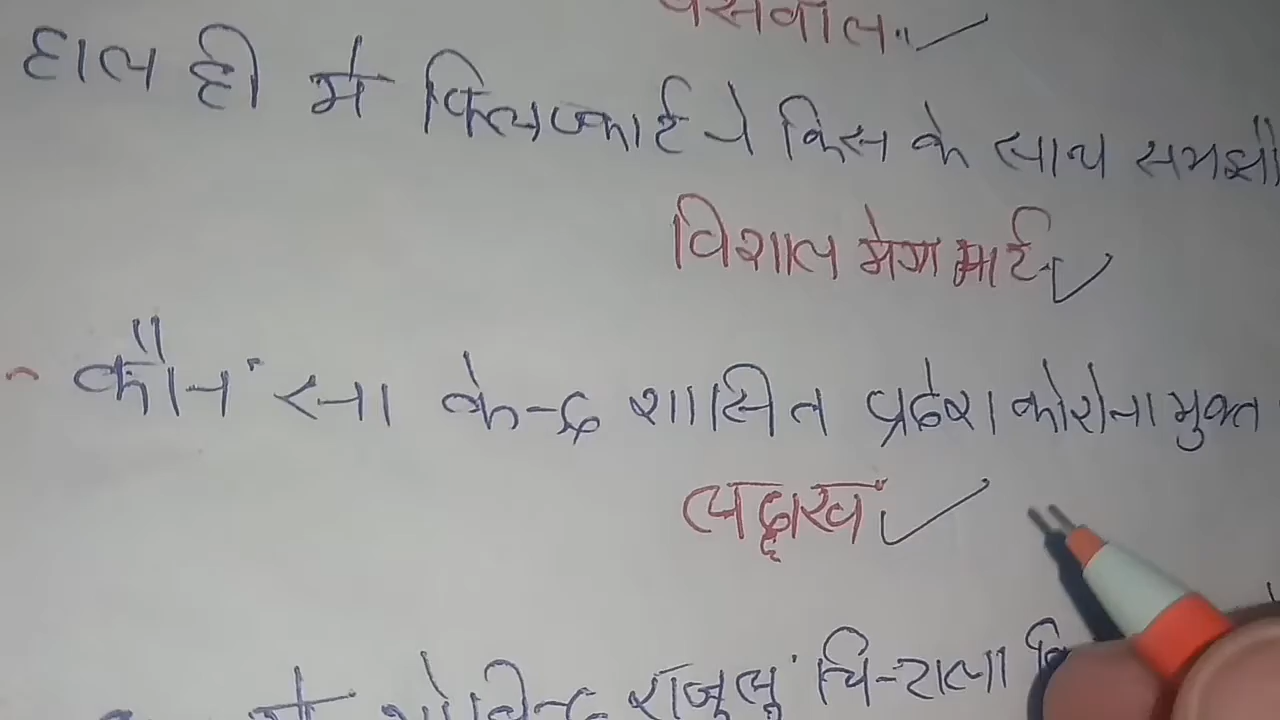 हाल ही मे फ्लिपकार्ट ने किस के साथ समझौ
विशाल मेगा मार्ट
कौन सा केन्द्र शासित प्रदेश कोरोना मुक्त
लद्दाख
गोविन्द राजूलू चिन्टाला